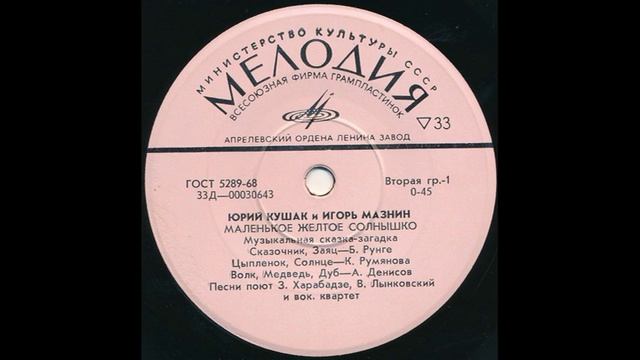 МИНИСТЕРСТВО КУЛЬТУРЫ СССР
МЕЛОДИЯ
ВСЕСОЮЗНАЯ ФИРМА ГРАМПЛАСТИНОК
▽33
АПРЕЛЕВСКИЙ ОРДЕНА ЛЕНИНА ЗАВОД
ГОСТ 5289-68 Вторая гр.-1
33Д—00030643 0-45
ЮРИЙ КУШАК и ИГОРЬ МАЗНИН
МАЛЕНЬКОЕ ЖЕЛТОЕ СОЛНЫШКО
Музыкальная сказка-загадка
Сказочник, Заяц—Б. Рунге
Цыпленок, Солнце—К. Румянова
Волк, Медведь, Дуб—А. Денисов
Песни поют З. Харабадзе, В. Лынковский
и вок. квартет